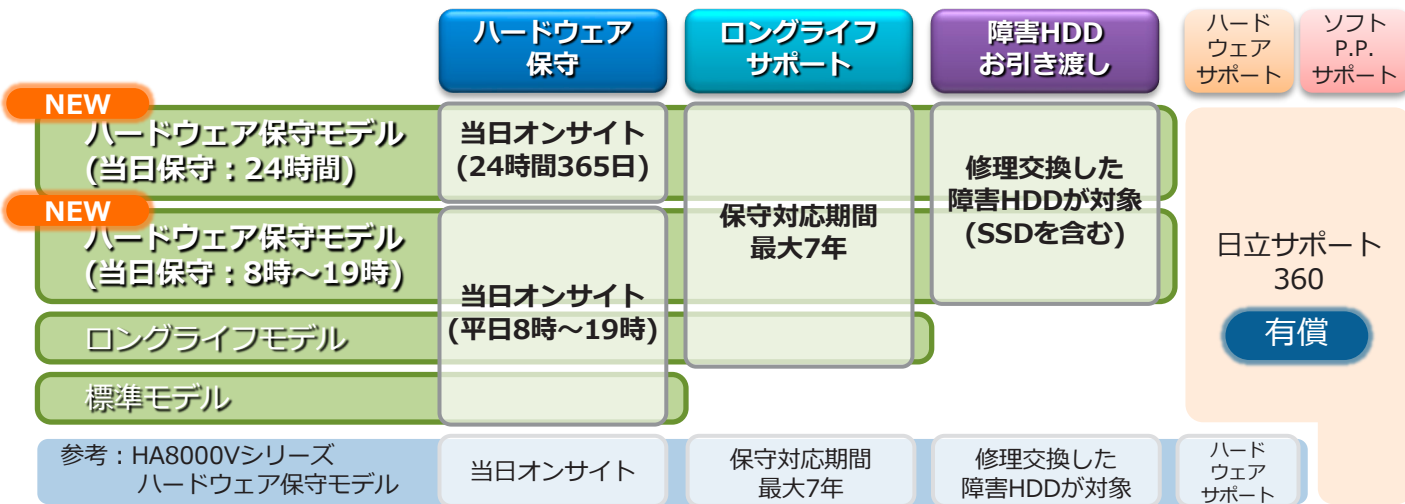 ハードウェア
保守
ロングライフ
サポート
障害HDD
お引き渡し
ハード
ウェア
サポート
ソフト
P.P.
サポート
NEW
ハードウェア保守モデル
(当日保守：24時間)
当日オンサイト
(24時間365日)
NEW
ハードウェア保守モデル
(当日保守：8時～19時)
当日オンサイト
(平日8時～19時)
保守対応期間
最大7年
修理交換した
障害HDDが対象
(SSDを含む)
日立サポート
360
有償
ロングライフモデル
標準モデル
参考：HA8000Vシリーズ
ハードウェア保守モデル
当日オンサイト
保守対応期間
最大7年
修理交換した
障害HDDが対象
ハード
ウェア
サポート